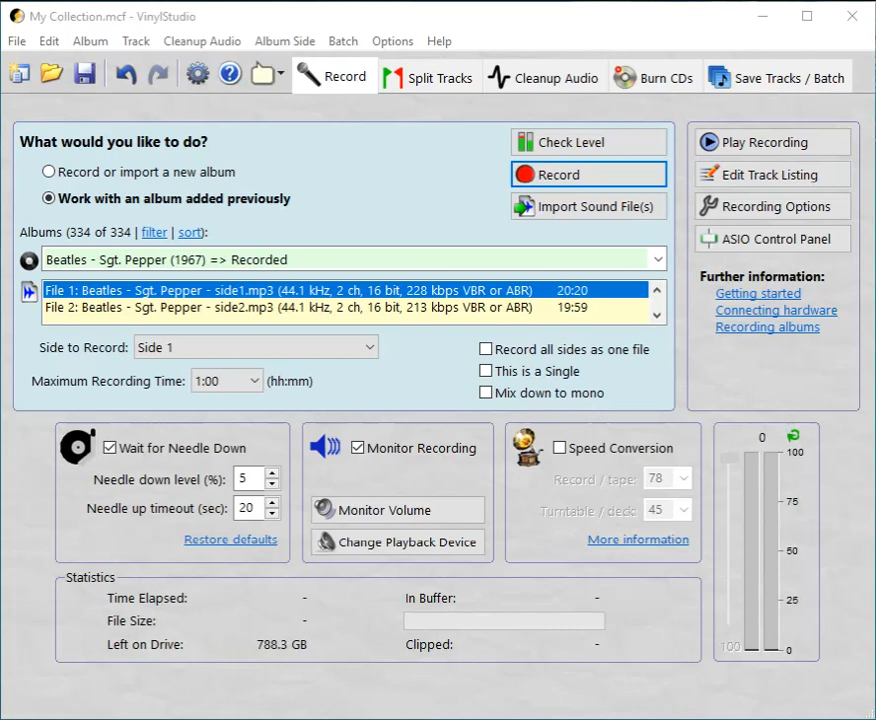 My Collection.mcf - VinylStudio
File Edit Album Track Cleanup Audio Album Side Batch Options Help
Record Split Tracks Cleanup Audio Burn CDs Save Tracks / Batch
What would you like to do?
Record or import a new album
Work with an album added previously
Check Level
Record
Import Sound File(s)
Albums (334 of 334 | filter | sort):
Beatles - Sgt. Pepper (1967) => Recorded
File 1: Beatles - Sgt. Pepper - side1.mp3 (44.1 kHz, 2 ch, 16 bit, 228 kbps VBR or ABR) 20:20
File 2: Beatles - Sgt. Pepper - side2.mp3 (44.1 kHz, 2 ch, 16 bit, 213 kbps VBR or ABR) 19:59
Side to Record: Side 1
Maximum Recording Time: 1:00 (hh:mm)
Record all sides as one file
This is a Single
Mix down to mono
Play Recording
Edit Track Listing
Recording Options
ASIO Control Panel
Further information:
Getting started
Connecting hardware
Recording albums
Wait for Needle Down
Needle down level (%): 5
Needle up timeout (sec): 20
Restore defaults
Monitor Recording
Monitor Volume
Change Playback Device
Speed Conversion
Record / tape: 78
Turntable / deck: 45
More information
0
100
75
50
25
0
100
Statistics
Time Elapsed: - In Buffer: -
File Size: -
Left on Drive: 788.3 GB Clipped: -